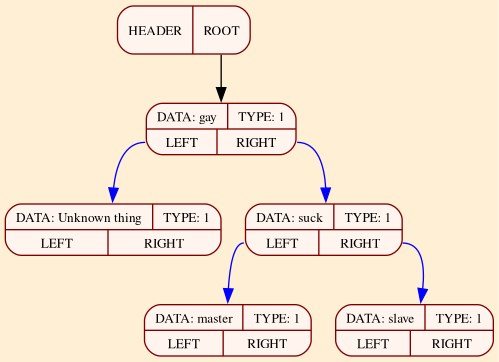 HEADER ROOT
DATA: gay TYPE: 1
LEFT RIGHT
DATA: Unknown thing TYPE: 1
LEFT RIGHT
DATA: suck TYPE: 1
LEFT RIGHT
DATA: master TYPE: 1
LEFT RIGHT
DATA: slave TYPE: 1
LEFT RIGHT